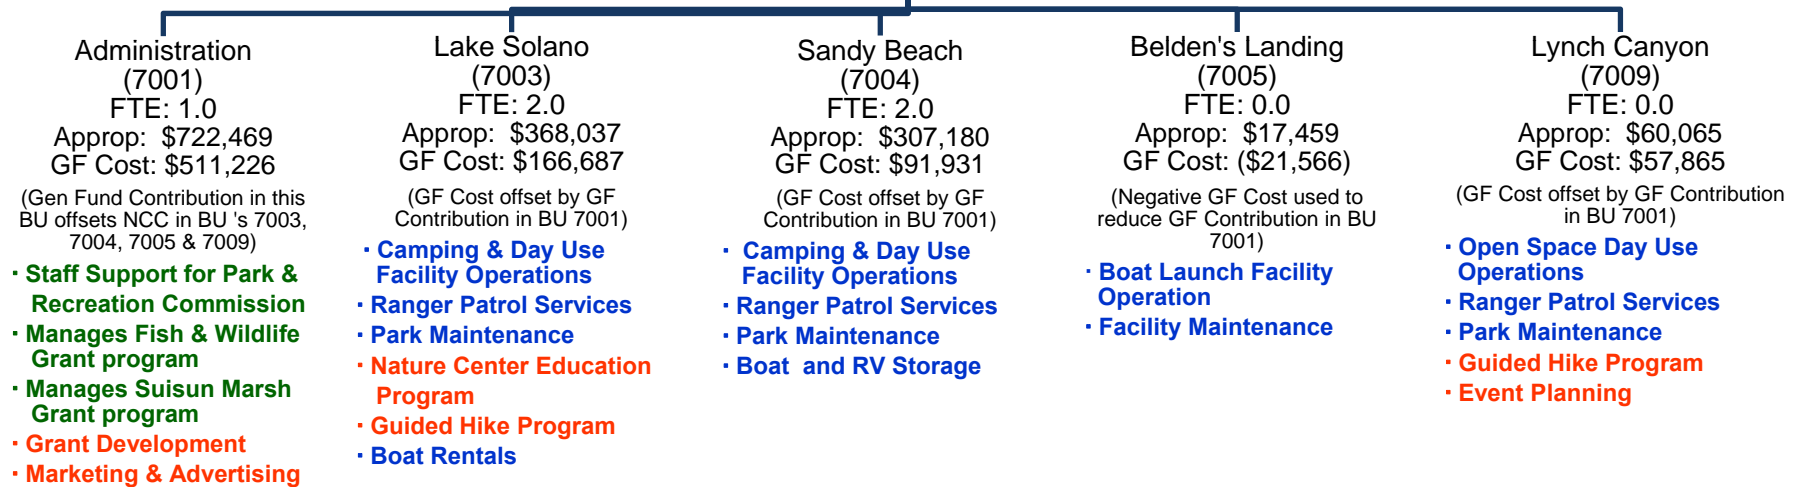 Administration
(7001)
FTE: 1.0
Approp:  $722,469
GF Cost: $511,226
(Gen Fund Contribution in this
BU offsets NCC in BU 's 7003,
7004, 7005 & 7009)
· Staff Support for Park &
Recreation Commission
· Manages Fish & Wildlife
Grant program
· Manages Suisun Marsh
Grant program
· Grant Development
· Marketing & Advertising
Lake Solano
(7003)
FTE: 2.0
Approp:  $368,037
GF Cost: $166,687
(GF Cost offset by GF
Contribution in BU 7001)
· Camping & Day Use
Facility Operations
· Ranger Patrol Services
· Park Maintenance
· Nature Center Education
Program
· Guided Hike Program
· Boat Rentals
Sandy Beach
(7004)
FTE: 2.0
Approp:  $307,180
GF Cost: $91,931
(GF Cost offset by GF
Contribution in BU 7001)
· Camping & Day Use
Facility Operations
· Ranger Patrol Services
· Park Maintenance
· Boat  and RV Storage
Belden's Landing
(7005)
FTE: 0.0
Approp:  $17,459
GF Cost: ($21,566)
(Negative GF Cost used to
reduce GF Contribution in BU
7001)
· Boat Launch Facility
Operation
· Facility Maintenance
Lynch Canyon
(7009)
FTE: 0.0
Approp:  $60,065
GF Cost: $57,865
(GF Cost offset by GF Contribution
in BU 7001)
· Open Space Day Use
Operations
· Ranger Patrol Services
· Park Maintenance
· Guided Hike Program
· Event Planning